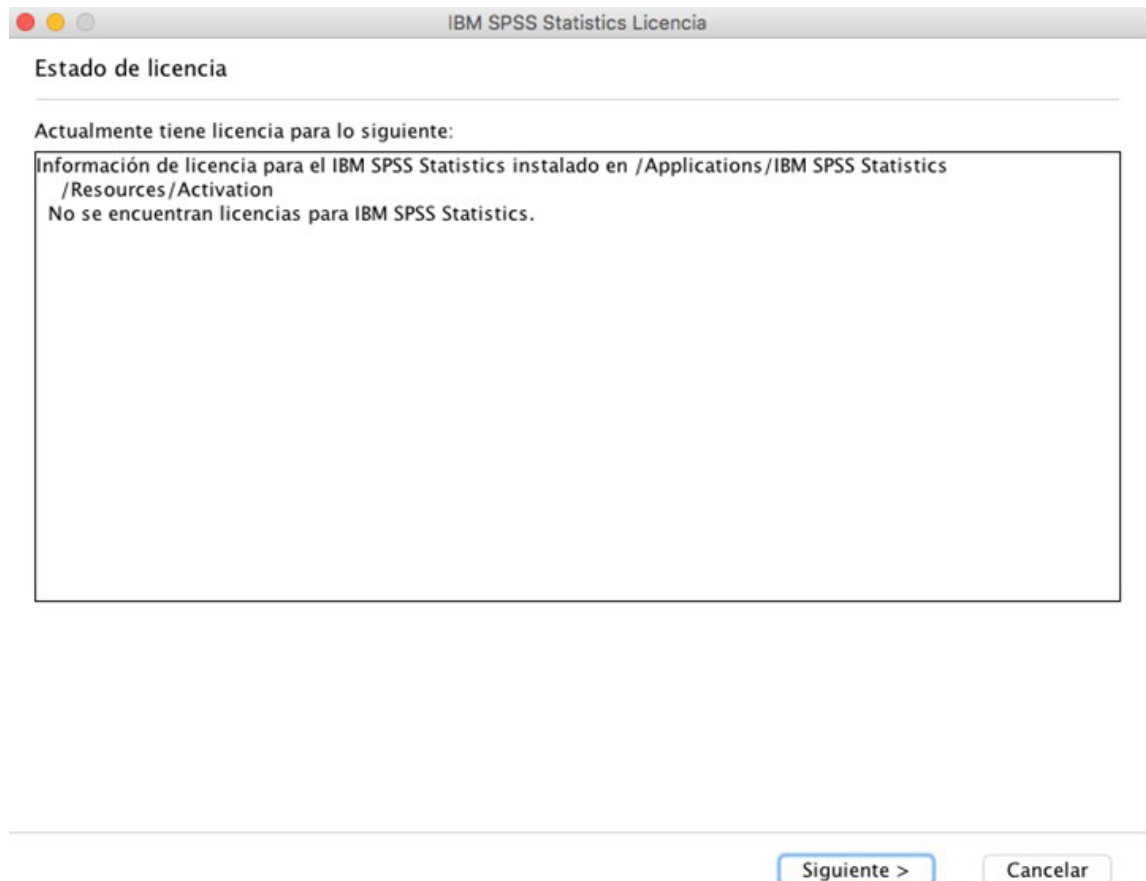 IBM SPSS Statistics Licencia
Estado de licencia
Actualmente tiene licencia para lo siguiente:
Información de licencia para el IBM SPSS Statistics instalado en /Applications/IBM SPSS Statistics
/Resources/Activation
No se encuentran licencias para IBM SPSS Statistics.
Siguiente > Cancelar